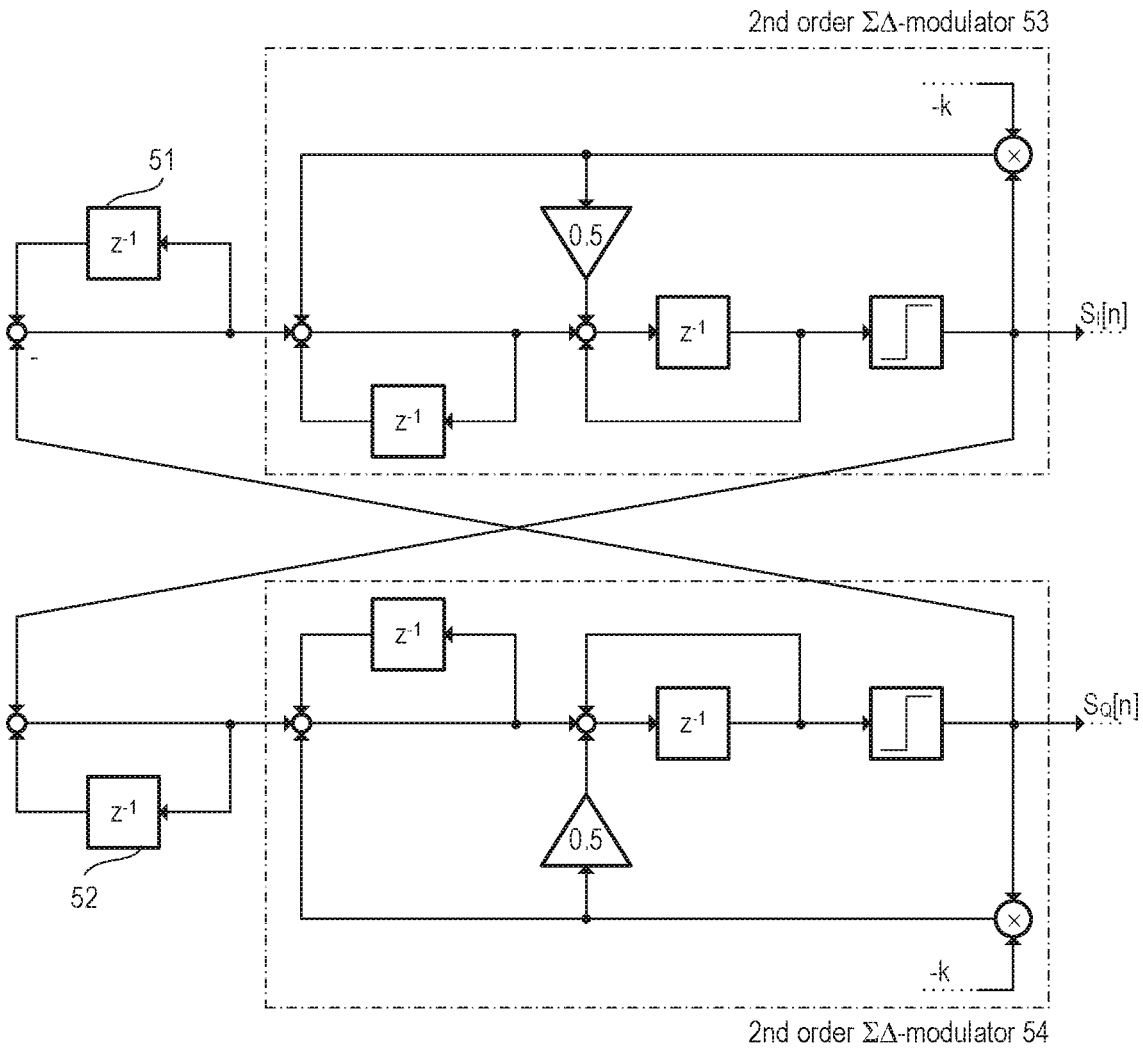 2nd order ΣΔ-modulator 53
-k
51
z-1
0.5
z-1
SI[n]
-
z-1
z-1
z-1
SQ[n]
z-1
0.5
52
-k
2nd order ΣΔ-modulator 54